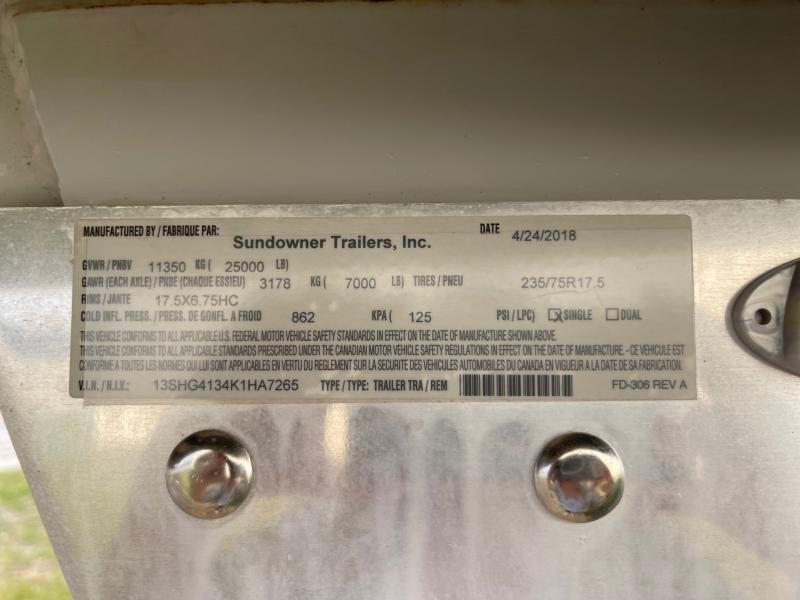 MANUFACTURED BY / FABRIQUE PAR: Sundowner Trailers, Inc. DATE 4/24/2018
GVWR / PNBV 11350 KG ( 25000 LB)
GAWR (EACH AXLE) / PNBE (CHAQUE ESSIEU) 3178 KG ( 7000 LB) TIRES / PNEU 235/75R17.5
RIMS / JANTE 17.5X6.75HC
COLD INFL. PRESS. / PRESS. DE GONFL. A FROID 862 KPA ( 125 PSI / LPC) ☒ SINGLE ☐ DUAL
THIS VEHICLE CONFORMS TO ALL APPLICABLE U.S. FEDERAL MOTOR VEHICLE SAFETY STANDARDS IN EFFECT ON THE DATE OF MANUFACTURE SHOWN ABOVE.
THIS VEHICLE CONFORMS TO ALL APPLICABLE STANDARDS PRESCRIBED UNDER THE CANADIAN MOTOR VEHICLE SAFETY REGULATIONS IN EFFECT ON THE DATE OF MANUFACTURE. - CE VEHICULE EST
CONFORME A TOUTES LES NORMES QUI LUI SONT APPLICABLES EN VERTU DU REGLEMENT SUR LA SECURITE DES VEHICULES AUTOMOBILES DU CANADA EN VIGUEUR A LA DATE DE SA FABRICATION.
V.I.N. / N.I.V.: 13SHG4134K1HA7265 TYPE / TYPE: TRAILER TRA / REM FD-306 REV A